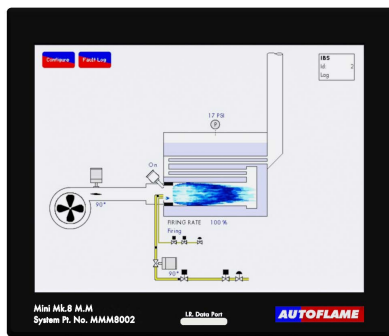 Configure
Fault Log
IBS
Id: 2
Lag
17 PSI
P
On
90°
FIRING RATE 100 %
Firing
90°
Mini Mk.8 M.M
System Pt. No. MMM8002
I.R. Data Port
AUTOFLAME